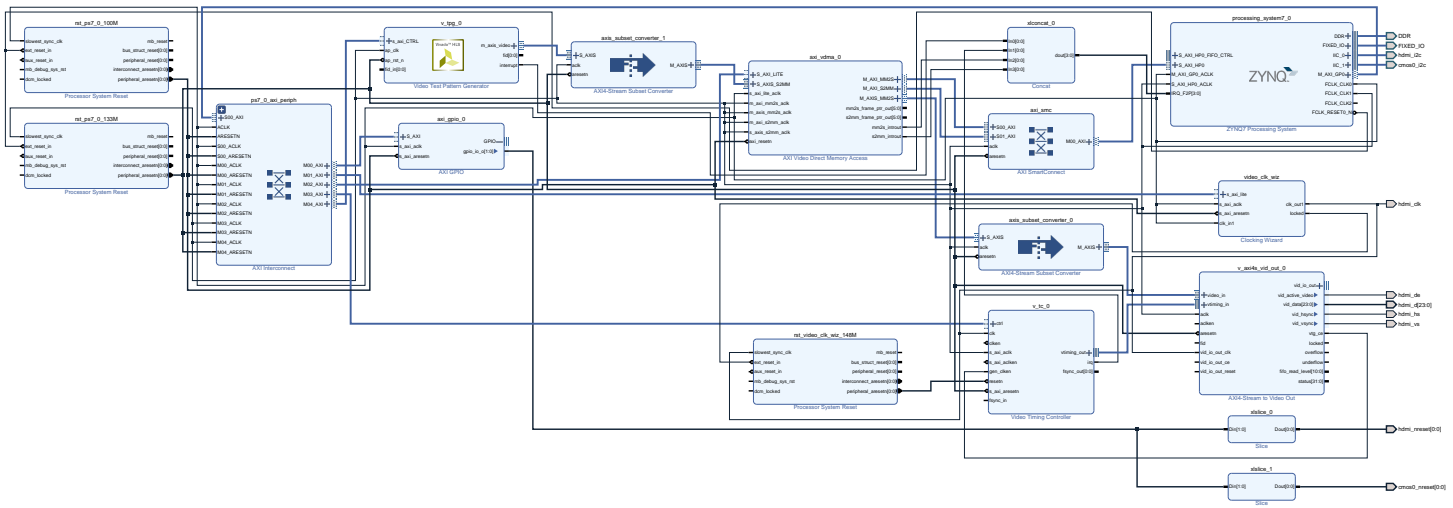 rst_ps7_0_100M
slowest_sync_clk
ext_reset_in
aux_reset_in
mb_debug_sys_rst
dcm_locked
mb_reset
bus_struct_reset[0:0]
peripheral_reset[0:0]
interconnect_aresetn[0:0]
peripheral_aresetn[0:0]
Processor System Reset
rst_ps7_0_133M
slowest_sync_clk
ext_reset_in
aux_reset_in
mb_debug_sys_rst
dcm_locked
mb_reset
bus_struct_reset[0:0]
peripheral_reset[0:0]
interconnect_aresetn[0:0]
peripheral_aresetn[0:0]
Processor System Reset
ps7_0_axi_periph
S00_AXI
ACLK
ARESETN
S00_ACLK
S00_ARESETN
M00_ACLK
M00_ARESETN
M01_ACLK
M01_ARESETN
M02_ACLK
M02_ARESETN
M03_ACLK
M03_ARESETN
M04_ACLK
M04_ARESETN
M00_AXI
M01_AXI
M02_AXI
M03_AXI
M04_AXI
AXI Interconnect
v_tpg_0
s_axi_CTRL
ap_clk
ap_rst_n
fid_in[0:0]
Vivado™ HLS
m_axis_video
fid[0:0]
interrupt
Video Test Pattern Generator
axi_gpio_0
S_AXI
s_axi_aclk
s_axi_aresetn
GPIO
gpio_io_o[1:0]
AXI GPIO
axis_subset_converter_1
S_AXIS
aclk
aresetn
M_AXIS
AXI4-Stream Subset Converter
axi_vdma_0
S_AXI_LITE
S_AXIS_S2MM
s_axi_lite_aclk
m_axi_mm2s_aclk
m_axis_mm2s_aclk
m_axi_s2mm_aclk
s_axis_s2mm_aclk
axi_resetn
M_AXI_MM2S
M_AXI_S2MM
M_AXIS_MM2S
mm2s_frame_ptr_out[5:0]
s2mm_frame_ptr_out[5:0]
mm2s_introut
s2mm_introut
AXI Video Direct Memory Access
xlconcat_0
In0[0:0]
In1[0:0]
In2[0:0]
In3[0:0]
dout[3:0]
Concat
axi_smc
S00_AXI
S01_AXI
aclk
aresetn
M00_AXI
AXI SmartConnect
processing_system7_0
S_AXI_HP0_FIFO_CTRL
S_AXI_HP0
M_AXI_GP0_ACLK
S_AXI_HP0_ACLK
IRQ_F2P[3:0]
ZYNQ
DDR
FIXED_IO
IIC_0
IIC_1
M_AXI_GP0
FCLK_CLK0
FCLK_CLK1
FCLK_CLK2
FCLK_RESET0_N
ZYNQ7 Processing System
DDR
FIXED_IO
hdmi_i2c
cmos0_i2c
video_clk_wiz
s_axi_lite
s_axi_aclk
s_axi_aresetn
clk_in1
clk_out1
locked
Clocking Wizard
hdmi_clk
axis_subset_converter_0
S_AXIS
aclk
aresetn
M_AXIS
AXI4-Stream Subset Converter
v_axi4s_vid_out_0
video_in
vtiming_in
aclk
aclken
aresetn
fid
vid_io_out_clk
vid_io_out_ce
vid_io_out_reset
vid_io_out
vid_active_video
vid_data[23:0]
vid_hsync
vid_vsync
vtg_ce
locked
overflow
underflow
fifo_read_level[10:0]
status[31:0]
AXI4-Stream to Video Out
hdmi_de
hdmi_d[23:0]
hdmi_hs
hdmi_vs
v_tc_0
ctrl
clk
clken
s_axi_aclk
s_axi_aclken
gen_clken
resetn
s_axi_aresetn
fsync_in
vtiming_out
irq
fsync_out[0:0]
Video Timing Controller
rst_video_clk_wiz_148M
slowest_sync_clk
ext_reset_in
aux_reset_in
mb_debug_sys_rst
dcm_locked
mb_reset
bus_struct_reset[0:0]
peripheral_reset[0:0]
interconnect_aresetn[0:0]
peripheral_aresetn[0:0]
Processor System Reset
xlslice_0
Din[1:0]
Dout[0:0]
Slice
hdmi_nreset[0:0]
xlslice_1
Din[1:0]
Dout[0:0]
Slice
cmos0_nreset[0:0]